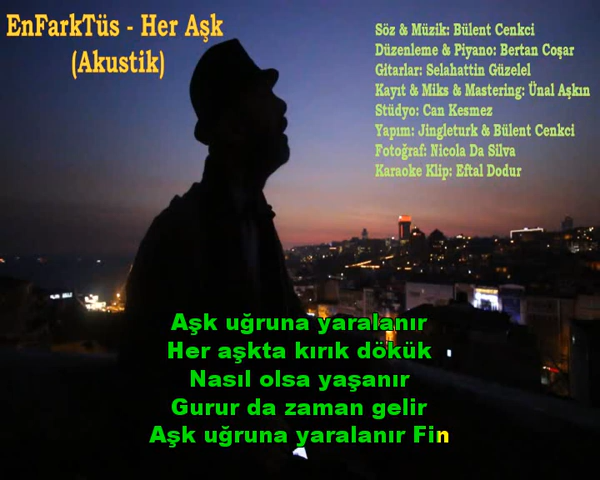 EnFarkTüs - Her Aşk
(Akustik)
Söz & Müzik: Bülent Cenkci
Düzenleme & Piyano: Bertan Coşar
Gitarlar: Selahattin Güzelel
Kayıt & Miks & Mastering: Ünal Aşkın
Stüdyo: Can Kesmez
Yapım: Jingleturk & Bülent Cenkci
Fotoğraf: Nicola Da Silva
Karaoke Klip: Eftal Dodur
Aşk uğruna yaralanır
Her aşkta kırık dökük
Nasıl olsa yaşanır
Gurur da zaman gelir
Aşk uğruna yaralanır Fin